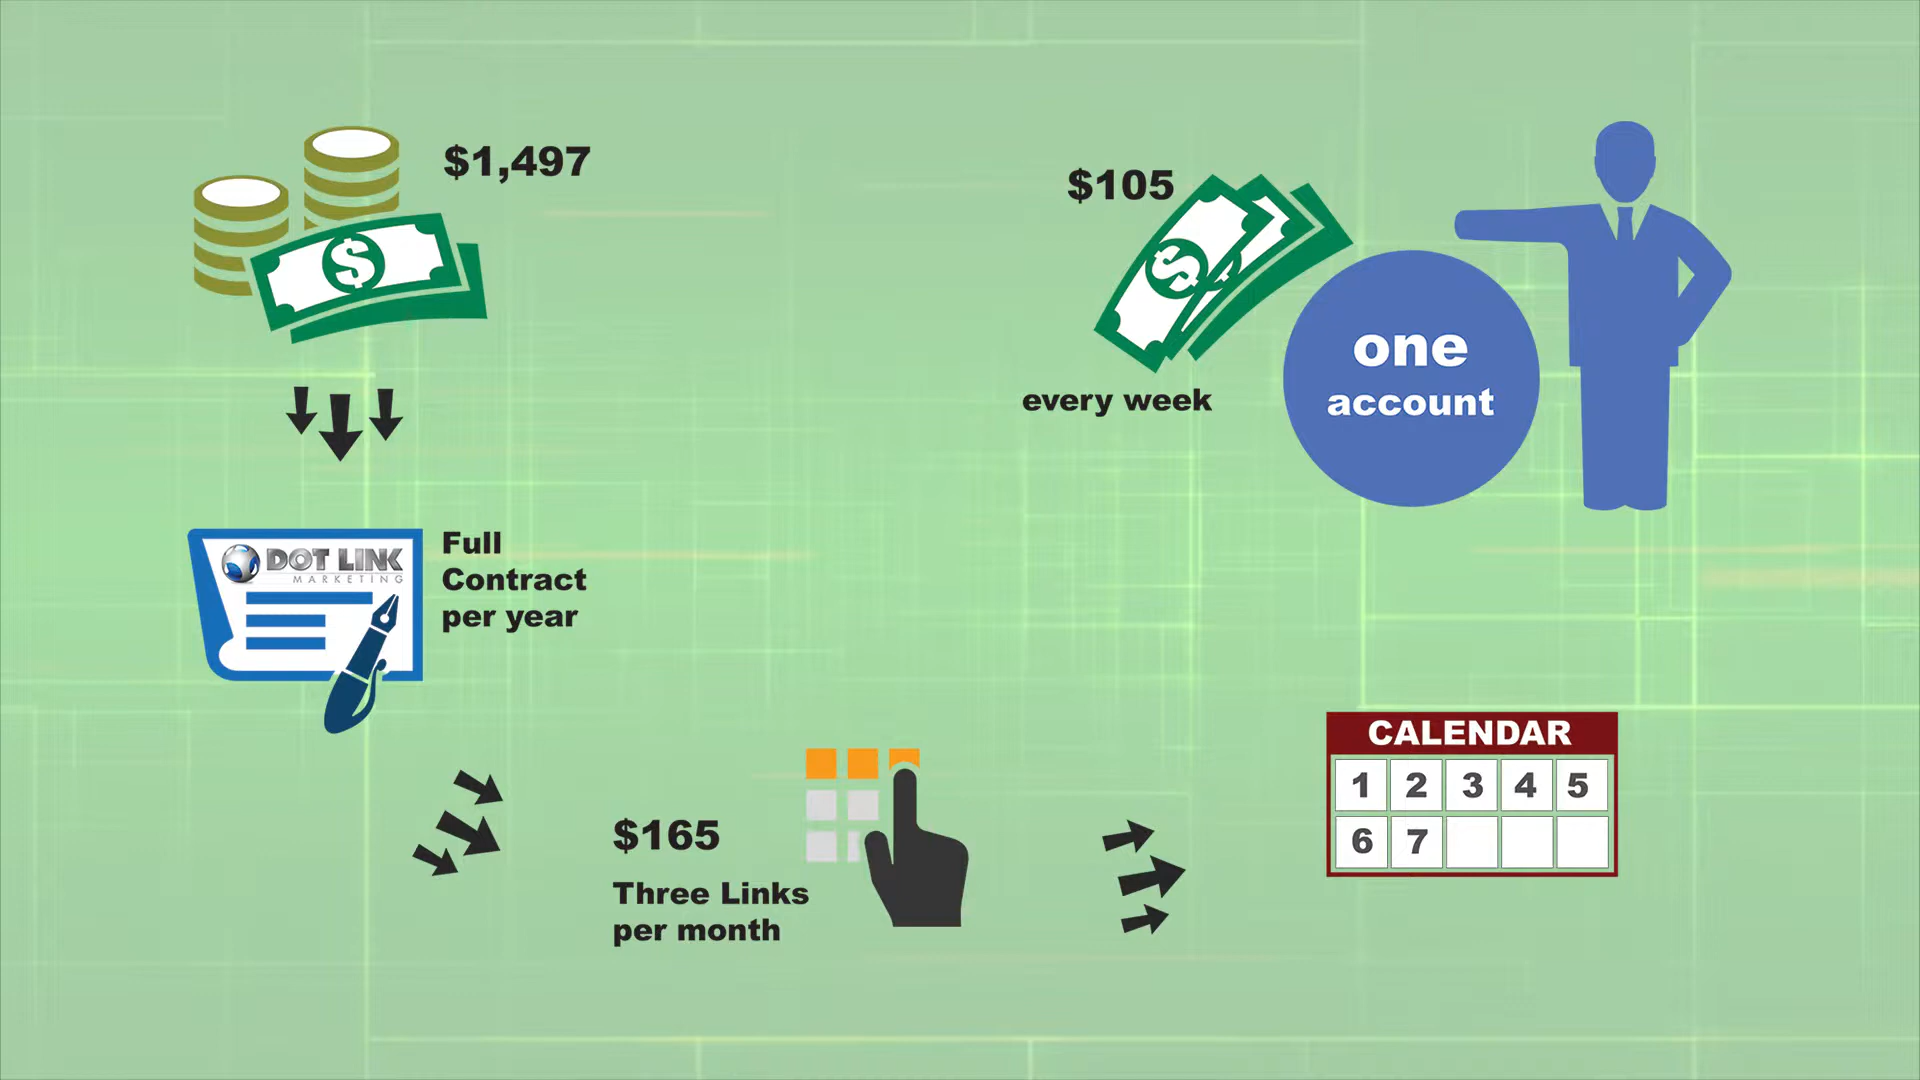 $1,497
$105
every week
one
account
DOT LINK
MARKETING
Full
Contract
per year
$165
Three Links
per month
CALENDAR
1 2 3 4 5
6 7